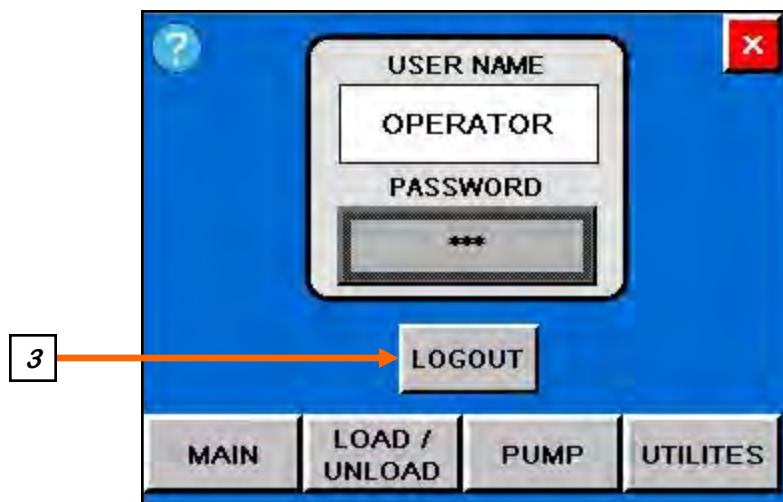 ?
×
USER NAME
OPERATOR
PASSWORD
***
3
LOGOUT
MAIN
LOAD /
UNLOAD
PUMP
UTILITES